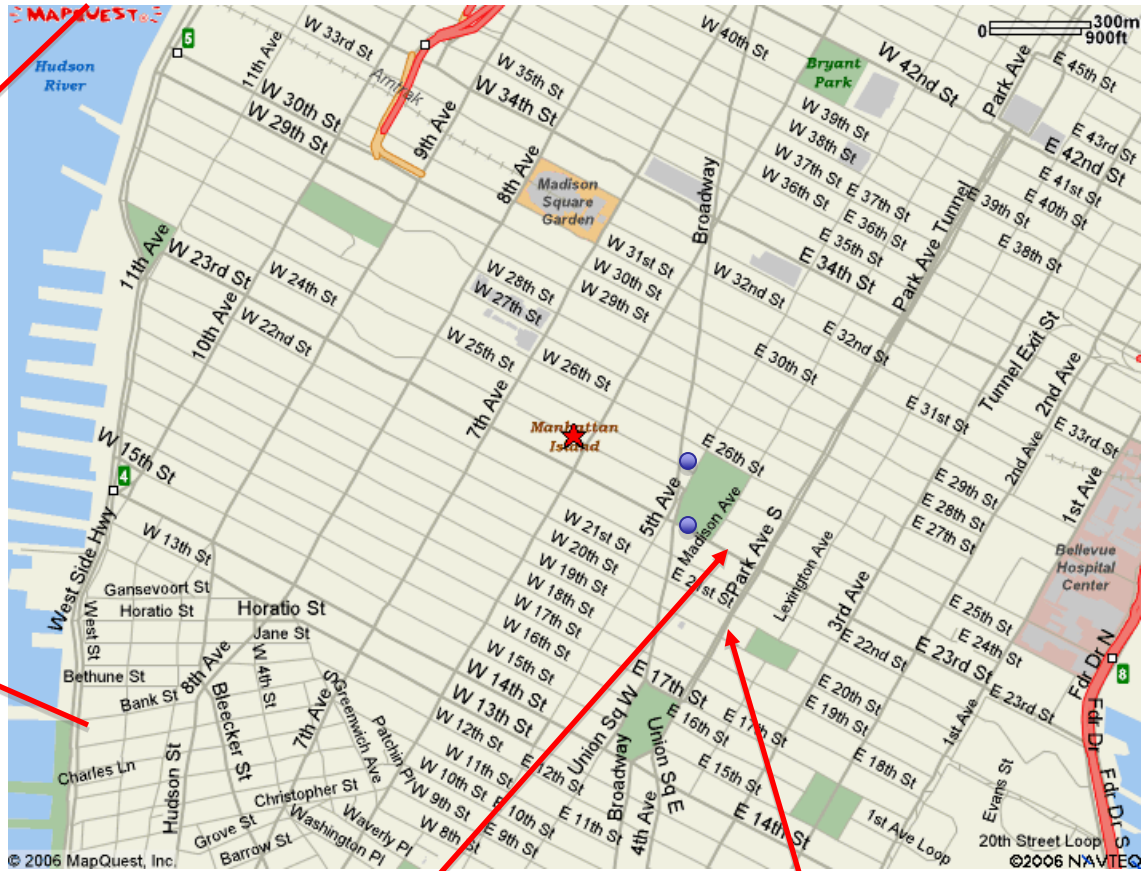 MAPQUEST
300m
900ft
Hudson
River
5
W 33rd St
11th Ave
Amtrak
W 30th St
W 29th St
9th Ave
W 35th St
W 34th St
8th Ave
Madison
Square
Garden
W 40th St
Bryant
Park
W 42nd St
Park Ave
E 45th St
E 43rd St
E 42nd St
W 39th St
W 38th St
W 37th St
W 36th St
E 37th St
E 36th St
E 35th St
E 34th St
E 41st St
E 40th St
E 39th St
E 38th St
Broadway
Park Ave Tunnel
11th Ave
W 23rd St
W 24th St
W 22nd St
10th Ave
W 28th St
W 27th St
W 31st St
W 30th St
W 29th St
W 32nd St
E 32nd St
E 30th St
W 25th St
W 26th St
7th Ave
Manhattan
Island
E 31st St
Tunnel Exit St
2nd Ave
2nd Ave
E 33rd St
1st Ave
E 29th St
E 28th St
E 27th St
Bellevue
Hospital
Center
W 15th St
4
W 13th St
West Side Hwy
E 26th St
5th Ave
Madison Ave
E 21st St
Park Ave S
Lexington Ave
3rd Ave
W 21st St
W 20th St
W 19th St
W 18th St
W 17th St
W 16th St
W 15th St
W 14th St
W 13th St
W 12th St
W 11th St
W 10th St
W 9th St
W 8th St
Gansevoort St
Horatio St
Horatio St
Jane St
West St
Bethune St
Bank St
8th Ave
W 4th St
Bleecker St
7th Ave S
Greenwich Ave
Patchin Pl
Charles Ln
Hudson St
Christopher St
Grove St
Barrow St
Washington Pl
Waverly Pl
E 25th St
E 24th St
E 23rd St
E 22nd St
E 23rd St
E 20th St
E 19th St
E 18th St
1st Ave
Fdr Dr N
8
Fdr Dr
Fdr Dr S
E 17th St
E 17th St
E 16th St
E 15th St
E 14th St
Union Sq W
Union Sq E
Broadway
4th Ave
E 12th St
E 11th St
E 10th St
E 9th St
Evans St
1st Ave Loop
20th Street Loop
© 2006 MapQuest, Inc.
©2006 NAVTEQ